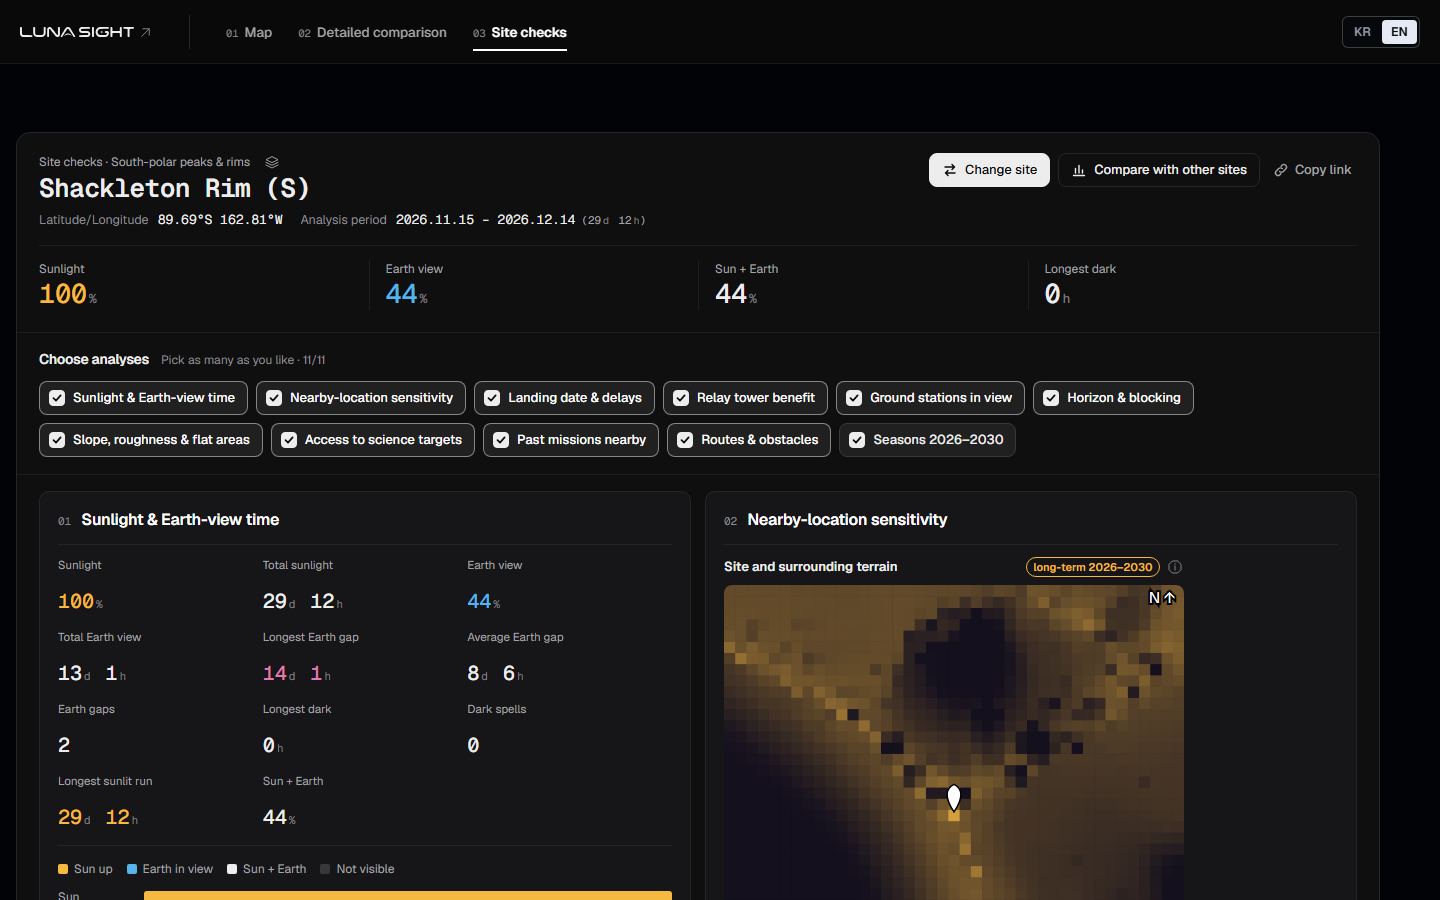 LUNA SIGHT
01 Map
02 Detailed comparison
03 Site checks
KR EN
Site checks · South-polar peaks & rims
Shackleton Rim (S)
Change site
Compare with other sites
Copy link
Latitude/Longitude 89.69°S 162.81°W Analysis period 2026.11.15 – 2026.12.14 (29d 12h)
Sunlight
100%
Earth view
44%
Sun + Earth
44%
Longest dark
0h
Choose analyses Pick as many as you like · 11/11
Sunlight & Earth-view time
Nearby-location sensitivity
Landing date & delays
Relay tower benefit
Ground stations in view
Horizon & blocking
Slope, roughness & flat areas
Access to science targets
Past missions nearby
Routes & obstacles
Seasons 2026–2030
01 Sunlight & Earth-view time
Sunlight Total sunlight Earth view
100% 29d 12h 44%
Total Earth view Longest Earth gap Average Earth gap
13d 1h 14d 1h 8d 6h
Earth gaps Longest dark Dark spells
2 0h 0
Longest sunlit run Sun + Earth
29d 12h 44%
Sun up Earth in view Sun + Earth Not visible
Sun
02 Nearby-location sensitivity
Site and surrounding terrain
long-term 2026–2030
N↑